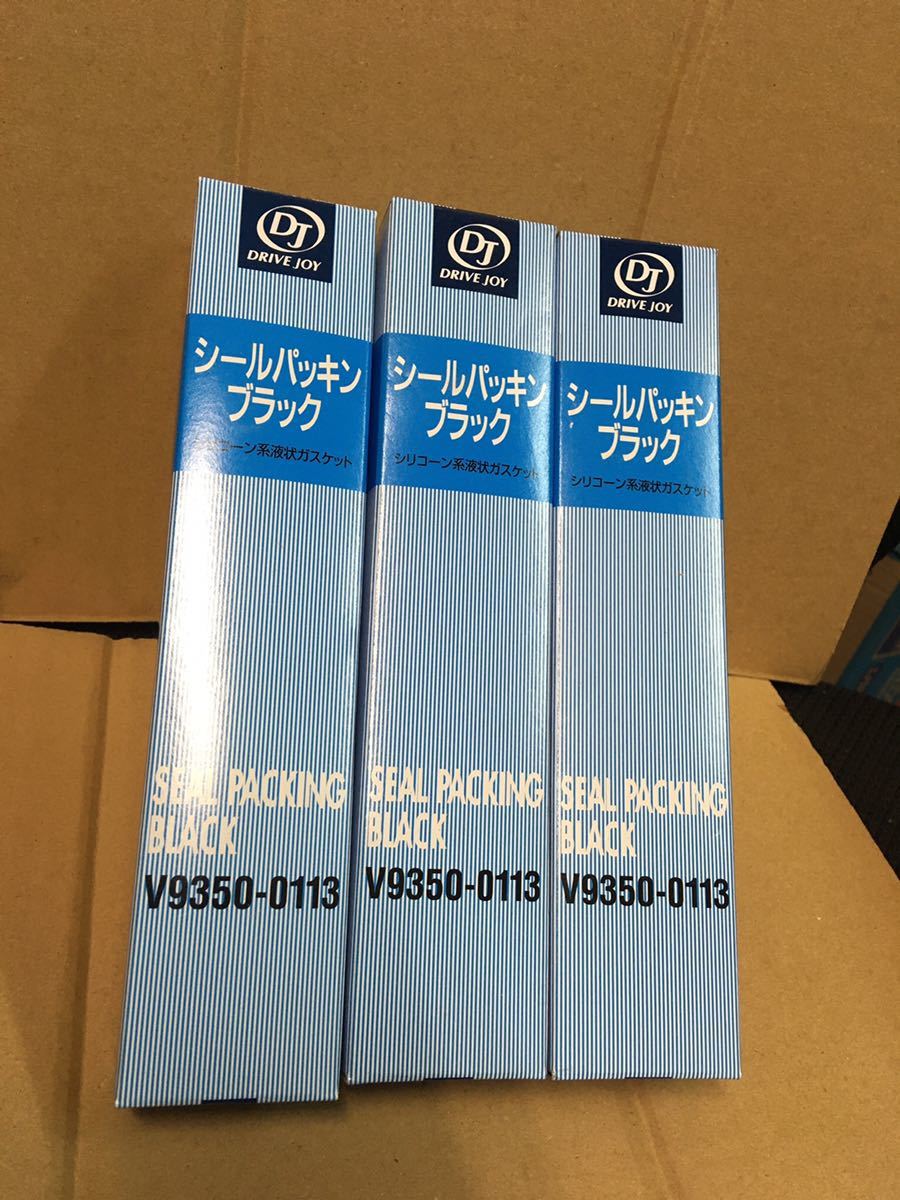 DJ
DRIVE JOY
シールパッキン
ブラック
コーン系液状ガスケット
SEAL PACKING
BLACK
V9350-0113
DJ
DRIVE JOY
シールパッキン
ブラック
シリコーン系液状ガスケット
SEAL PACKING
BLACK
V9350-0113
DJ
DRIVE JOY
シールパッキン
ブラック
シリコーン系液状ガスケット
SEAL PACKING
BLACK
V9350-0113